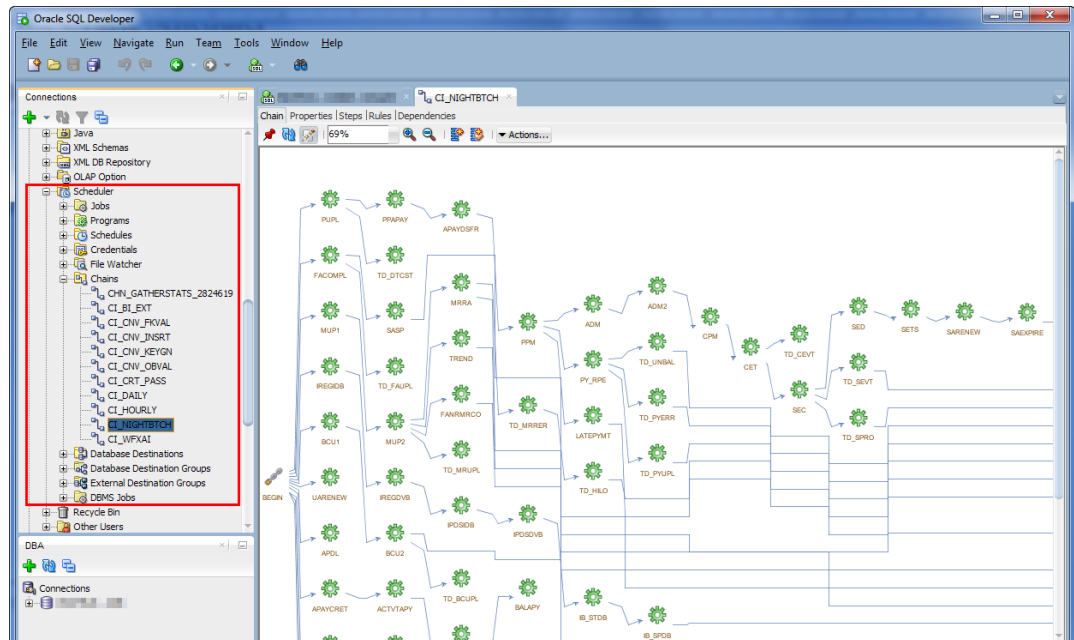 Oracle SQL Developer
File Edit View Navigate Run Team Tools Window Help
Connections
Java
XML Schemas
XML DB Repository
OLAP Option
Scheduler
Jobs
Programs
Schedules
Credentials
File Watcher
Chains
CHN_GATHERSTATS_2824619
CI_BI_EXT
CI_CNV_FKVAL
CI_CNV_INSRT
CI_CNV_KEYGN
CI_CNV_OBVAL
CI_CRT_PASS
CI_DAILY
CI_HOURLY
CI_NIGHTBTCH
CI_WFXAI
Database Destinations
Database Destination Groups
External Destination Groups
DBMS Jobs
Recycle Bin
Other Users
DBA
Connections
CI_NIGHTBTCH
Chain Properties Steps Rules Dependencies
69% Actions...
PUPL PPAPAY APAYDSFR
FACOMPL TD_DTCST
MRRA ADM ADM2
MUP1 SASP PPM CPM SED SETS SARENEW SAEXPIRE
TREND PY_RPE TD_UNBAL CET TD_CEVT
IREGIDB TD_FAUPL TD_SEVT
FANRMRCO TD_MRRER LATEPYMT TD_PYERR SEC TD_SPRO
BCU1 MUP2
TD_MRUPL TD_HILO TD_PYUPL
BEGIN UARENEW IREGDVB
IPDSIDB IPDSDVB
APDL BCU2
TD_BCUPL BALAPY
APAYCRET ACTVTAPY
IB_STDB IB_SPDB